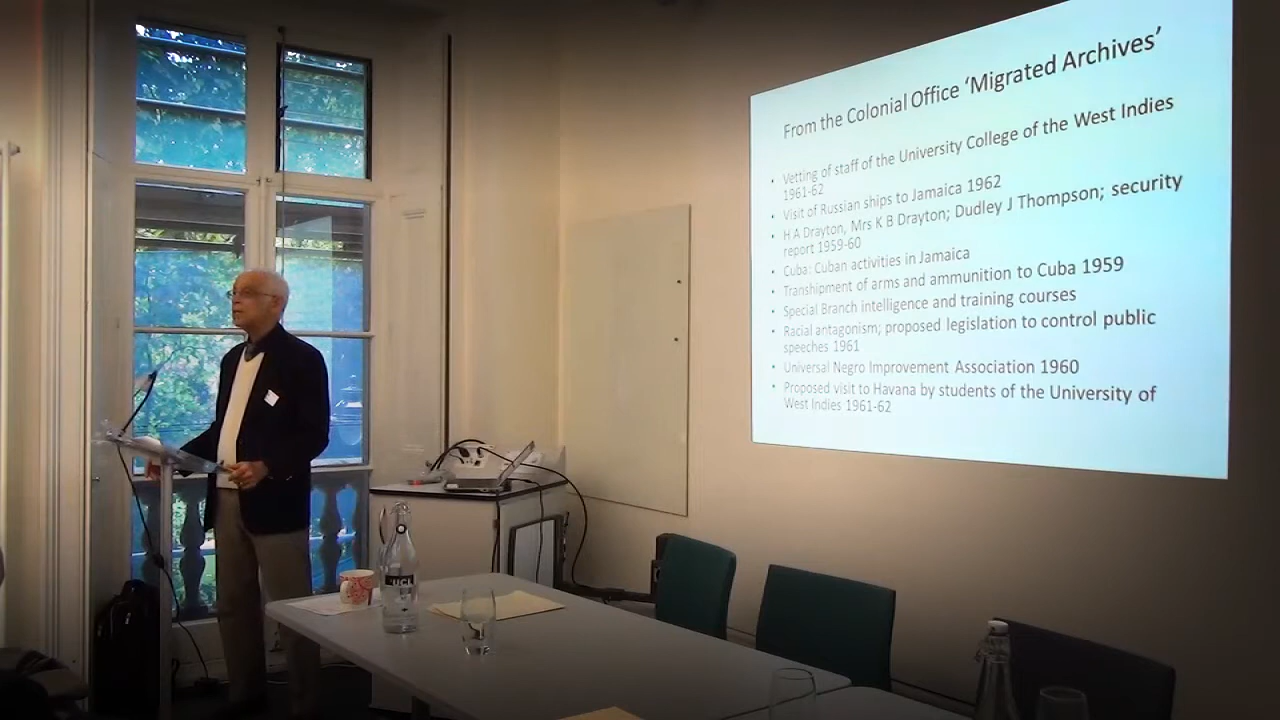 From the Colonial Office ‘Migrated Archives’
• Vetting of staff of the University College of the West Indies
1961-62
• Visit of Russian ships to Jamaica 1962
• H A Drayton, Mrs K B Drayton; Dudley J Thompson; security
report 1959-60
• Cuba: Cuban activities in Jamaica
• Transhipment of arms and ammunition to Cuba 1959
• Special Branch intelligence and training courses
• Racial antagonism; proposed legislation to control public
speeches 1961
• Universal Negro Improvement Association 1960
• Proposed visit to Havana by students of the University of
West Indies 1961-62
UCL